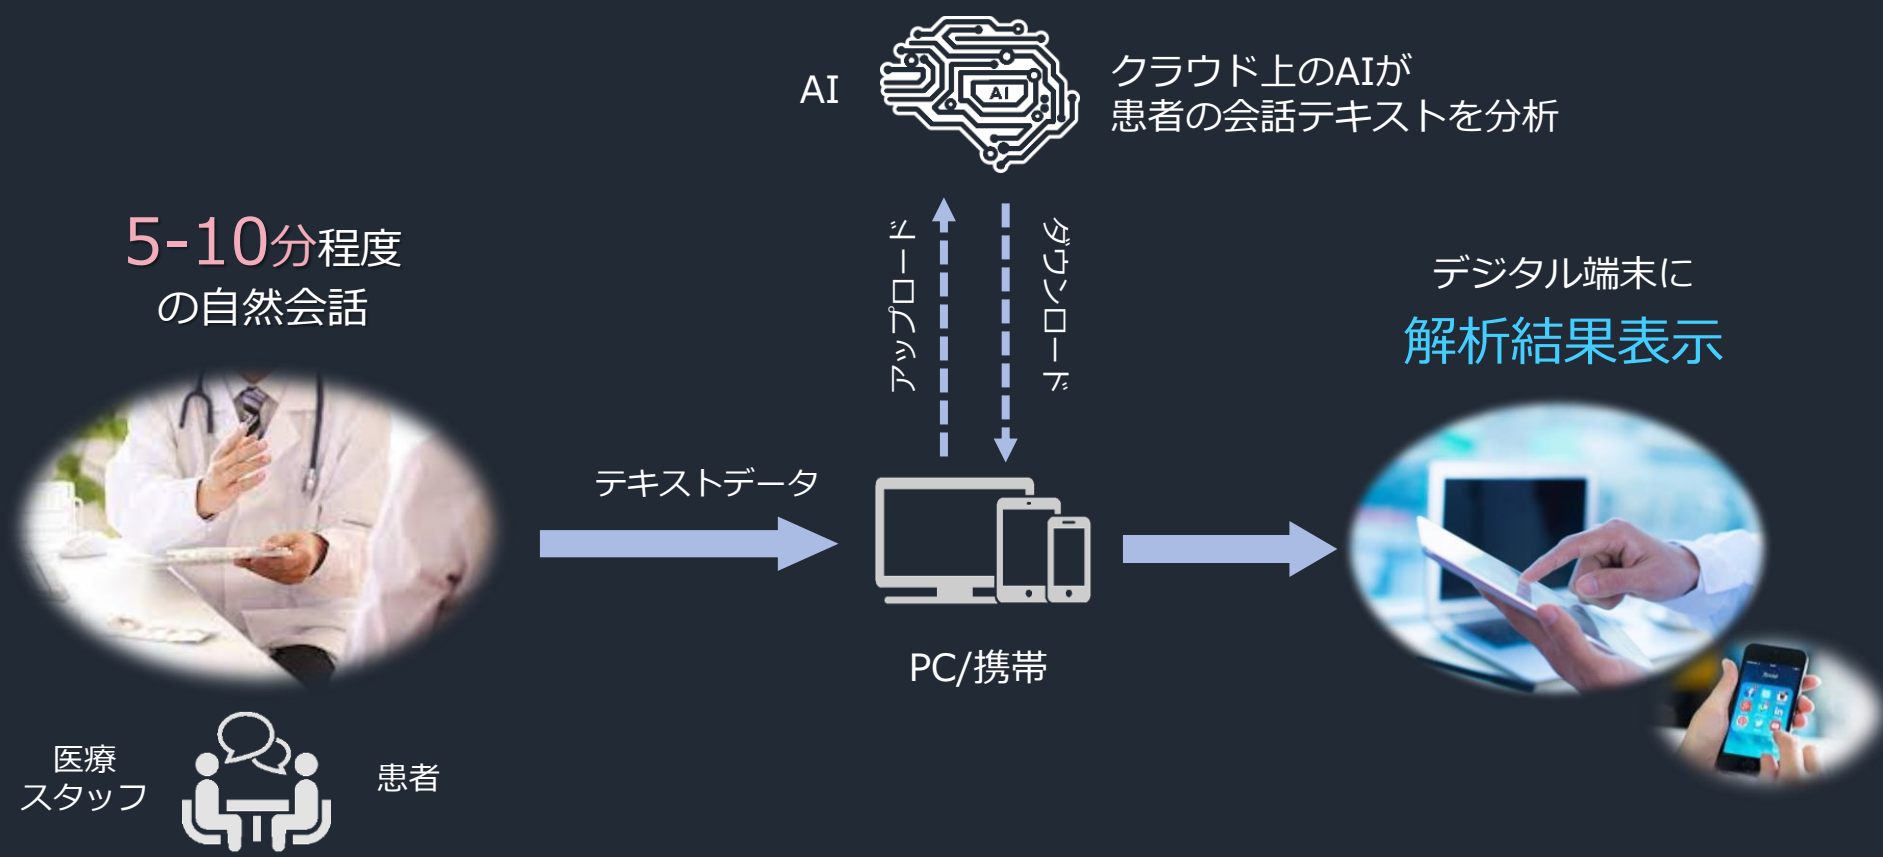 AI
AI
クラウド上のAIが
患者の会話テキストを分析
5-10分程度
の自然会話
アップロード
ダウンロード
デジタル端末に
解析結果表示
テキストデータ
PC/携帯
医療
スタッフ
患者